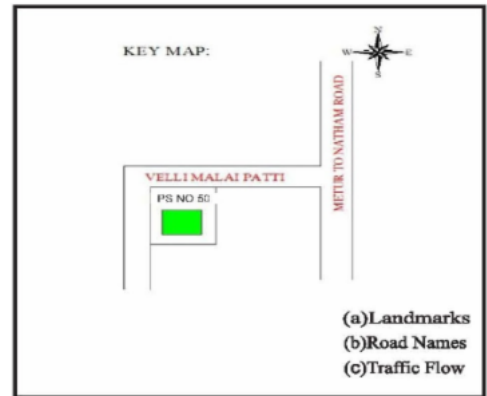 KEY MAP:
N
W E
S
METUR TO NATHAM ROAD
VELLI MALAI PATTI
PS NO 50
(a)Landmarks
(b)Road Names
(c)Traffic Flow